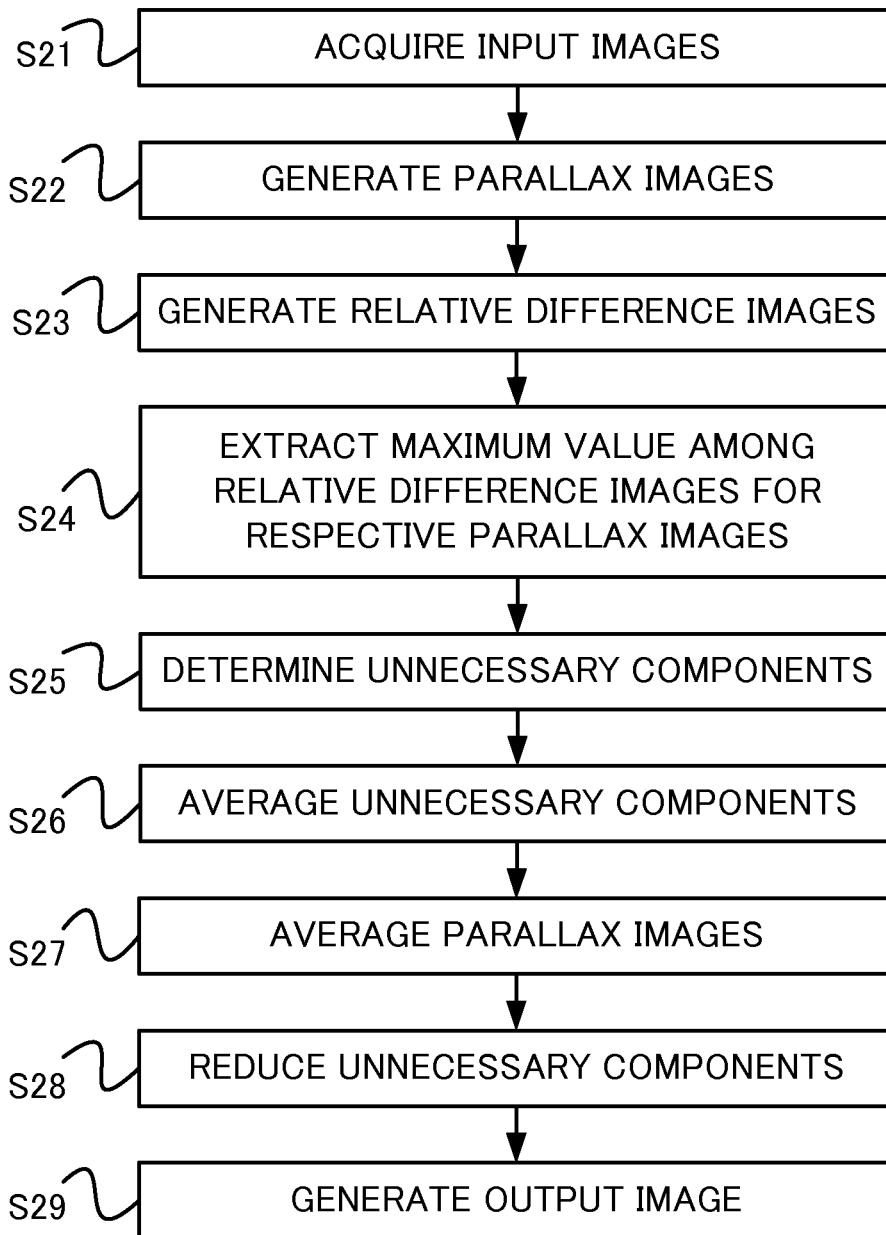 S21
ACQUIRE INPUT IMAGES
S22
GENERATE PARALLAX IMAGES
S23
GENERATE RELATIVE DIFFERENCE IMAGES
S24
EXTRACT MAXIMUM VALUE AMONG
RELATIVE DIFFERENCE IMAGES FOR
RESPECTIVE PARALLAX IMAGES
S25
DETERMINE UNNECESSARY COMPONENTS
S26
AVERAGE UNNECESSARY COMPONENTS
S27
AVERAGE PARALLAX IMAGES
S28
REDUCE UNNECESSARY COMPONENTS
S29
GENERATE OUTPUT IMAGE